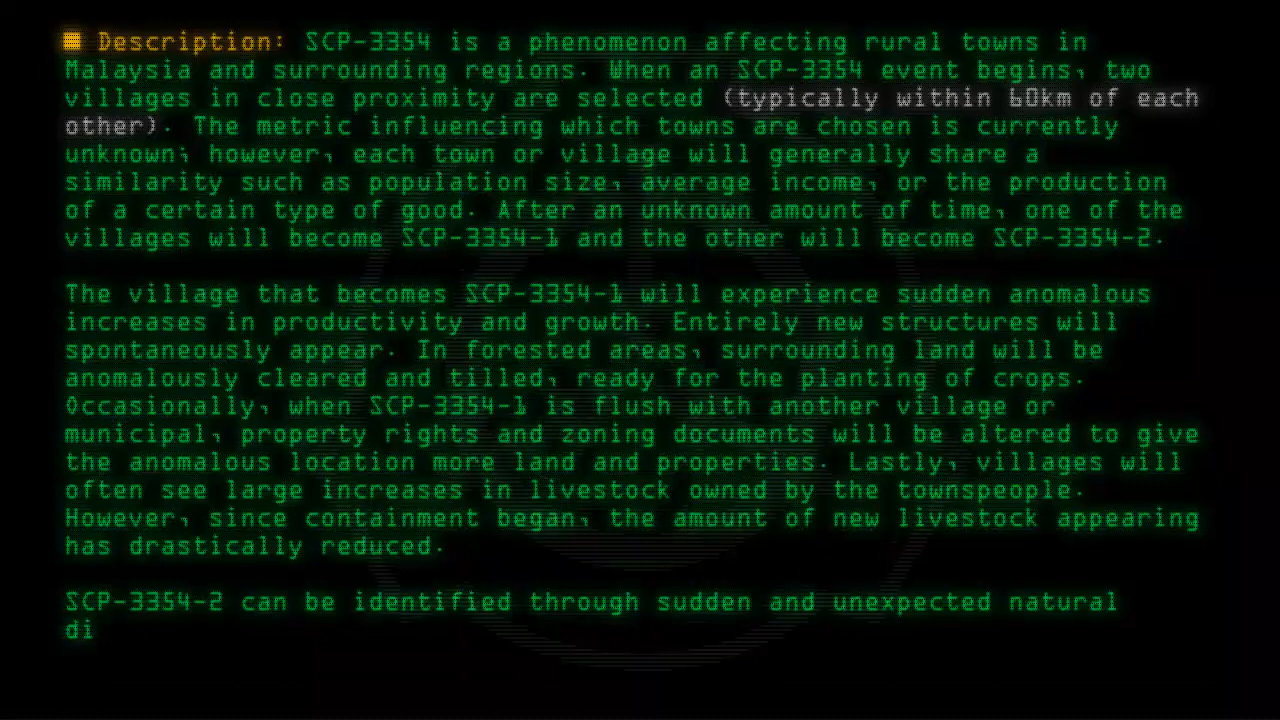 Description: SCP-3354 is a phenomenon affecting rural towns in
Malaysia and surrounding regions. When an SCP-3354 event begins, two
villages in close proximity are selected (typically within 60km of each
other). The metric influencing which towns are chosen is currently
unknown; however, each town or village will generally share a
similarity such as population size, average income, or the production
of a certain type of good. After an unknown amount of time, one of the
villages will become SCP-3354-1 and the other will become SCP-3354-2.
The village that becomes SCP-3354-1 will experience sudden anomalous
increases in productivity and growth. Entirely new structures will
spontaneously appear. In forested areas, surrounding land will be
anomalously cleared and tilled, ready for the planting of crops.
Occasionally, when SCP-3354-1 is flush with another village or
municipal, property rights and zoning documents will be altered to give
the anomalous location more land and properties. Lastly, villages will
often see large increases in livestock owned by the townspeople.
However, since containment began, the amount of new livestock appearing
has drastically reduced.
SCP-3354-2 can be identified through sudden and unexpected natural
di